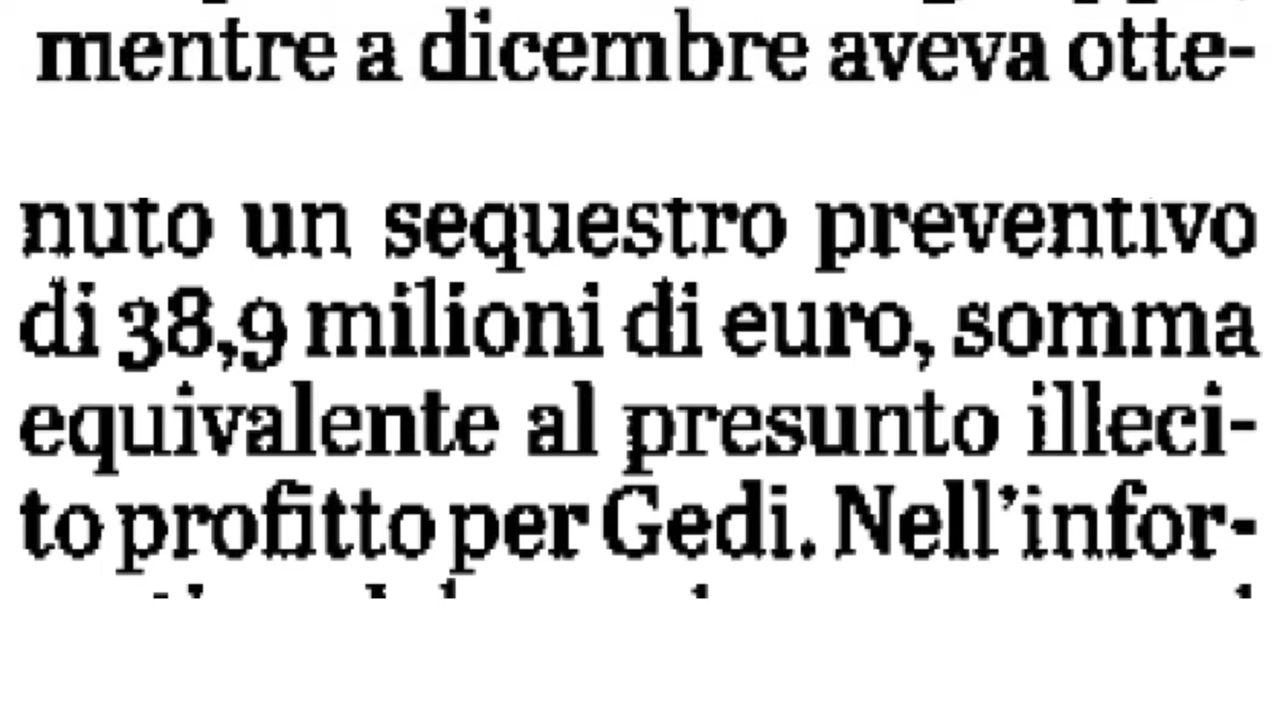 mentre a dicembre aveva otte-
nuto un sequestro preventivo
di 38,9 milioni di euro, somma
equivalente al presunto illeci-
to profitto per Gedi. Nell'infor-